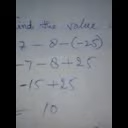 ind the value
-7 - 8 - (-25)
-7 - 8 + 25
-15 + 25
= 10